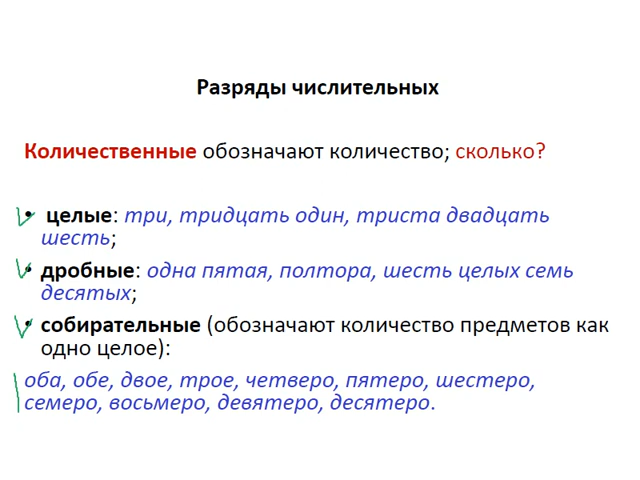 Разряды числительных
Количественные обозначают количество; сколько?
• целые: три, тридцать один, триста двадцать
шесть;
• дробные: одна пятая, полтора, шесть целых семь
десятых;
• собирательные (обозначают количество предметов как
одно целое):
оба, обе, двое, трое, четверо, пятеро, шестеро,
семеро, восьмеро, девятеро, десятеро.